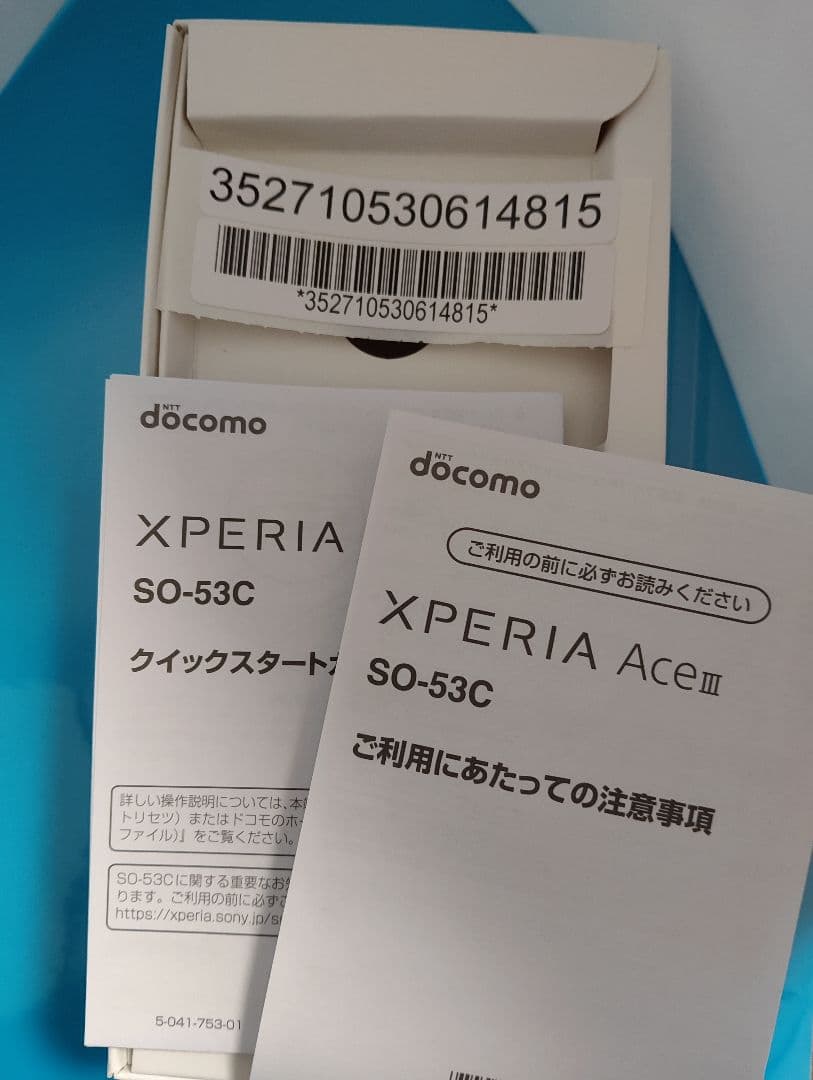 352710530614815
*352710530614815*
NTT
docomo
XPERIA
SO-53C
クイックスタート
詳しい操作説明については、本
トリセツ）またはドコモのホー
ファイル）』をご覧ください。
SO-53Cに関する重要なお知
ります。ご利用の前に必ずご
https://xperia.sony.jp/s
5-041-753-01
NTT
docomo
ご利用の前に必ずお読みください
XPERIA Ace III
SO-53C
ご利用にあたっての注意事項